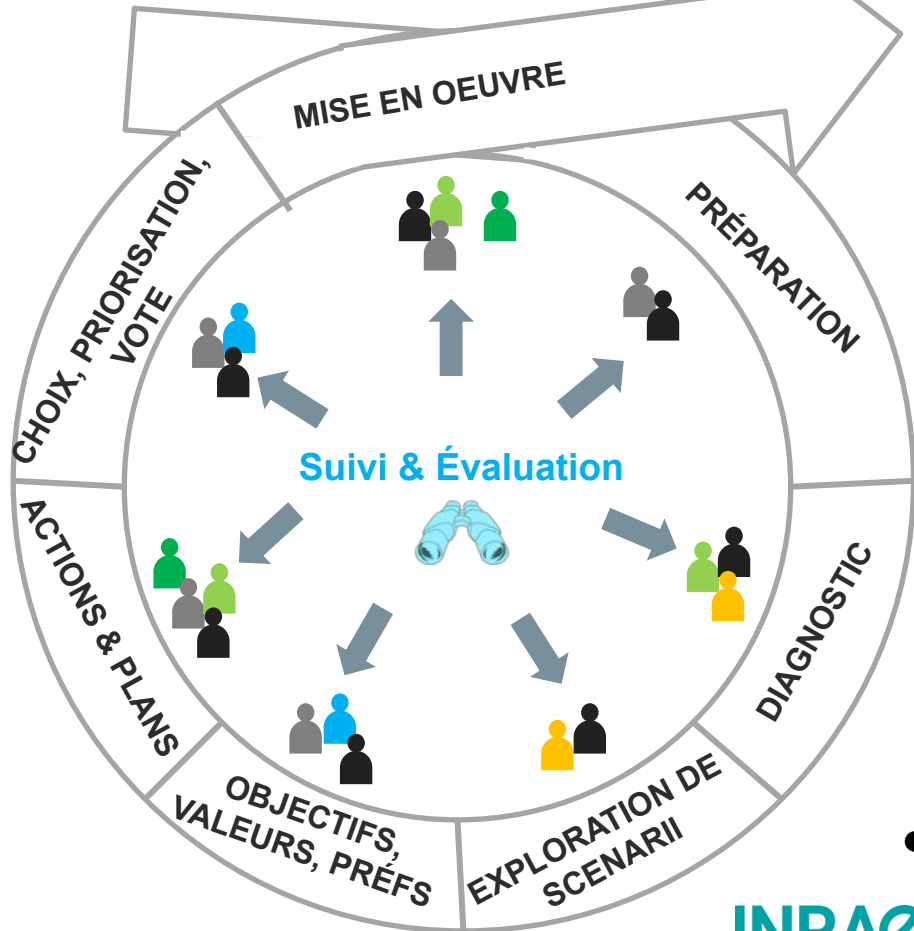 MISE EN OEUVRE
PRÉPARATION
DIAGNOSTIC
EXPLORATION DE
SCENARII
OBJECTIFS,
VALEURS, PRÉFS
ACTIONS & PLANS
CHOIX, PRIORISATION,
VOTE
Suivi & Évaluation